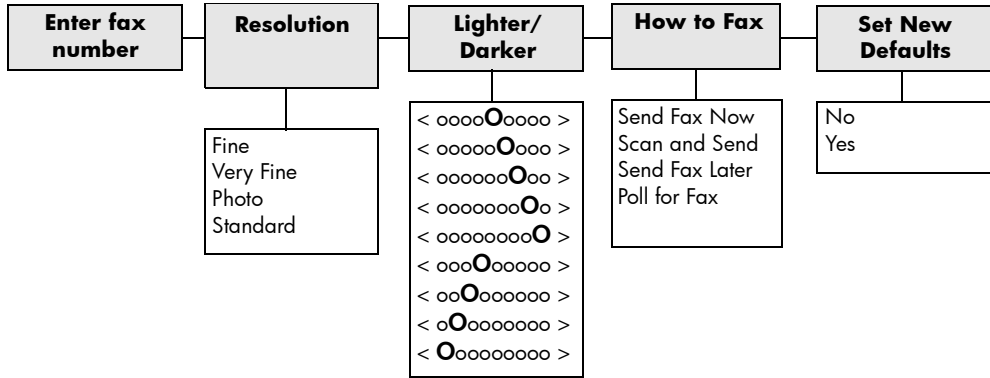 Enter fax
number
Resolution
Lighter/
Darker
How to Fax
Set New
Defaults
Fine
Very Fine
Photo
Standard
< ooooOoooo >
< oooooOooo >
< ooooooOoo >
< oooooooOo >
< ooooooooO >
< oooOooooo >
< ooOoooooo >
< oOooooooo >
< Ooooooooo >
Send Fax Now
Scan and Send
Send Fax Later
Poll for Fax
No
Yes